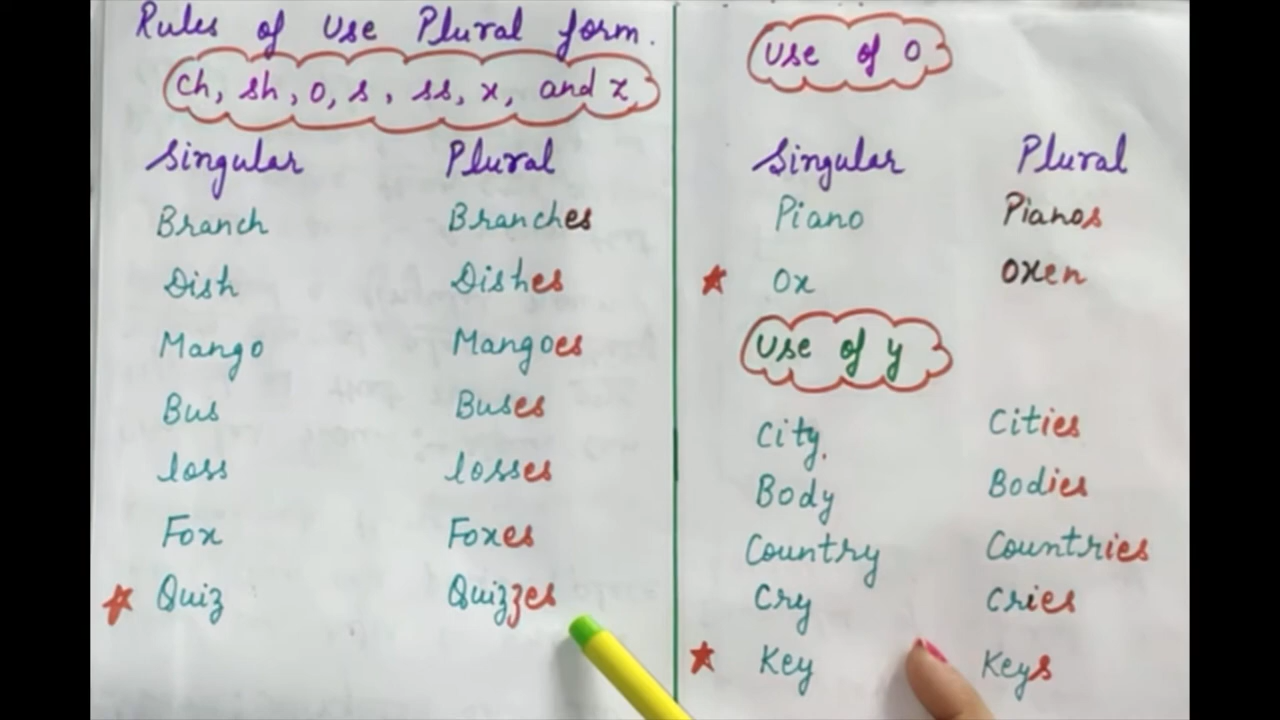 Rules of Use Plural form.
ch, sh, o, s, ss, x, and z
Singular Plural
Branch Branches
Dish Dishes
Mango Mangoes
Bus Buses
loss losses
Fox Foxes
Quiz Quizzes
Use of O
Singular Plural
Piano Pianos
Ox Oxen
Use of y
City. Cities
Body Bodies
Country Countries
Cry Cries
Key Keys